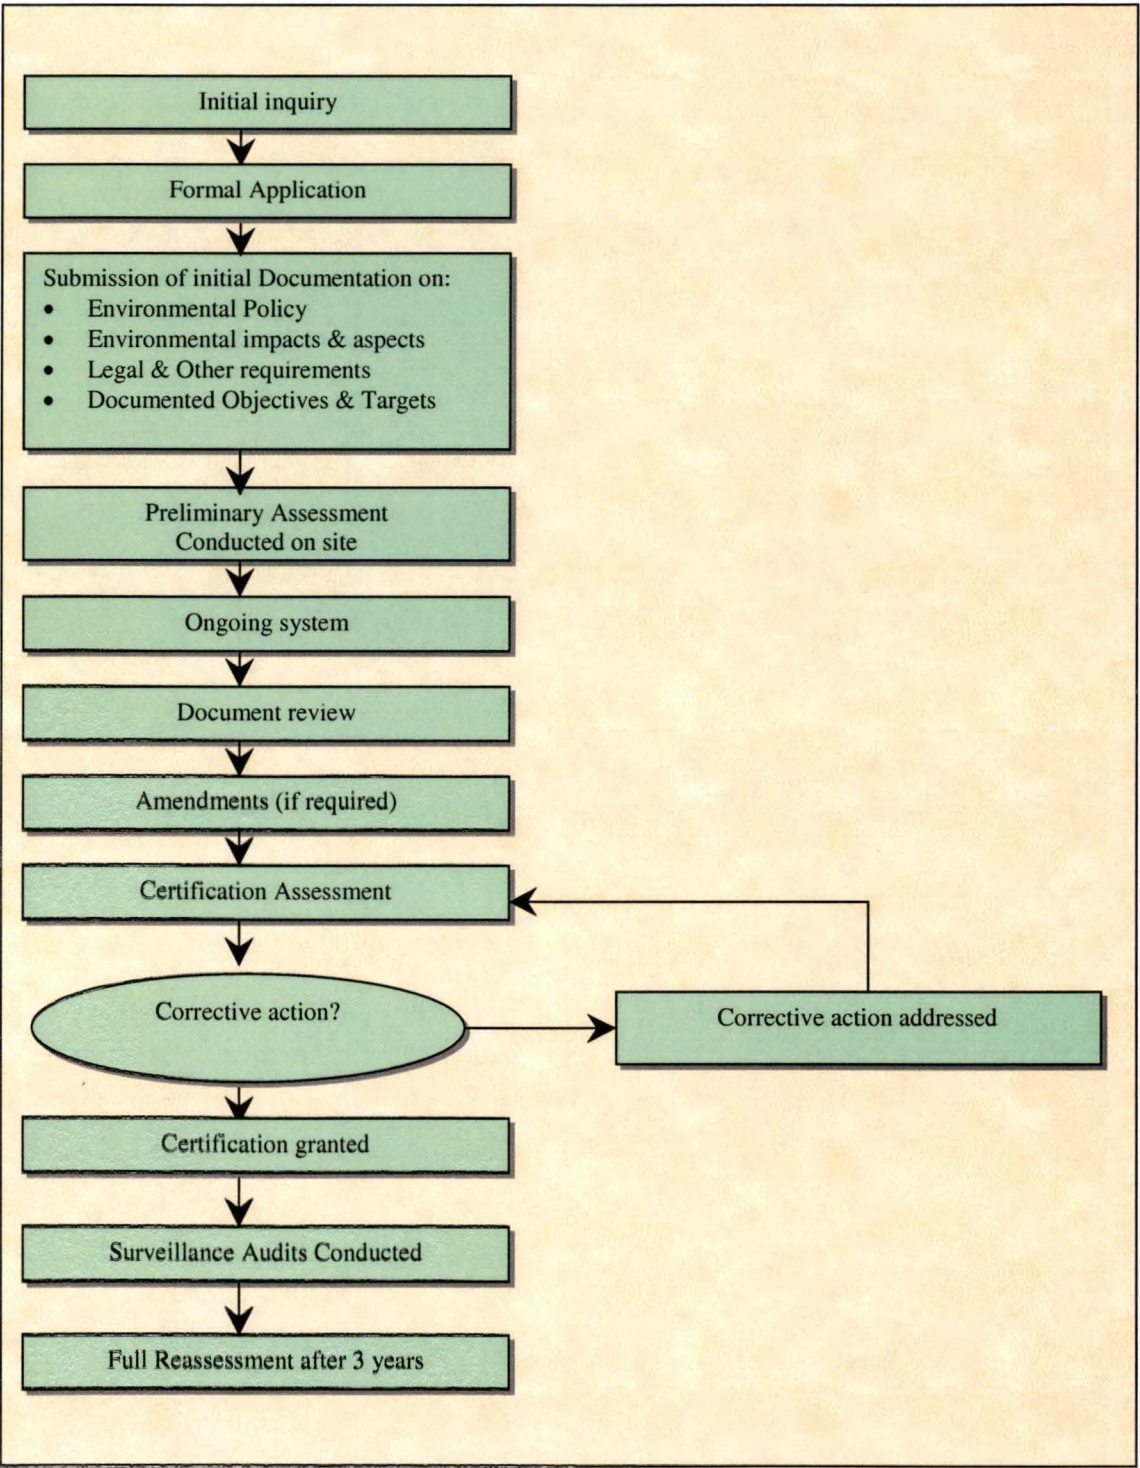 Initial inquiry
Formal Application
Submission of initial Documentation on:
• Environmental Policy
• Environmental impacts & aspects
• Legal & Other requirements
• Documented Objectives & Targets
Preliminary Assessment
Conducted on site
Ongoing system
Document review
Amendments (if required)
Certification Assessment
Corrective action?
Corrective action addressed
Certification granted
Surveillance Audits Conducted
Full Reassessment after 3 years